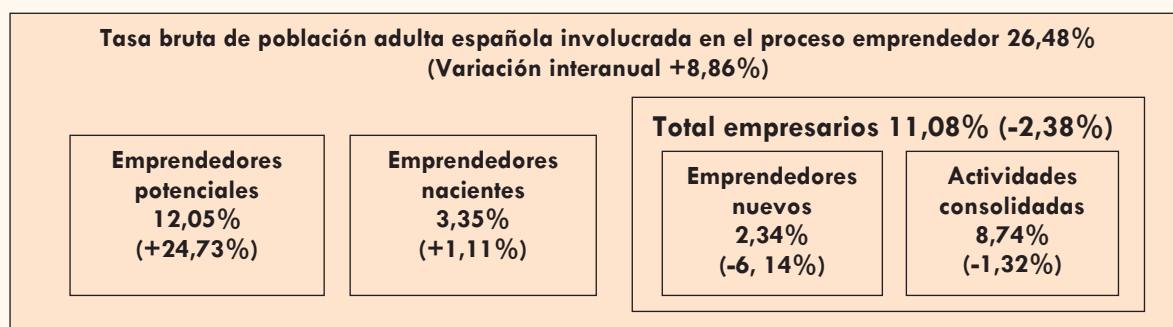 Tasa bruta de población adulta española involucrada en el proceso emprendedor 26,48%
(Variación interanual +8,86%)
Emprendedores
potenciales
12,05%
(+24,73%)
Emprendedores
nacientes
3,35%
(+1,11%)
Total empresarios 11,08% (-2,38%)
Emprendedores
nuevos
2,34%
(-6, 14%)
Actividades
consolidadas
8,74%
(-1,32%)